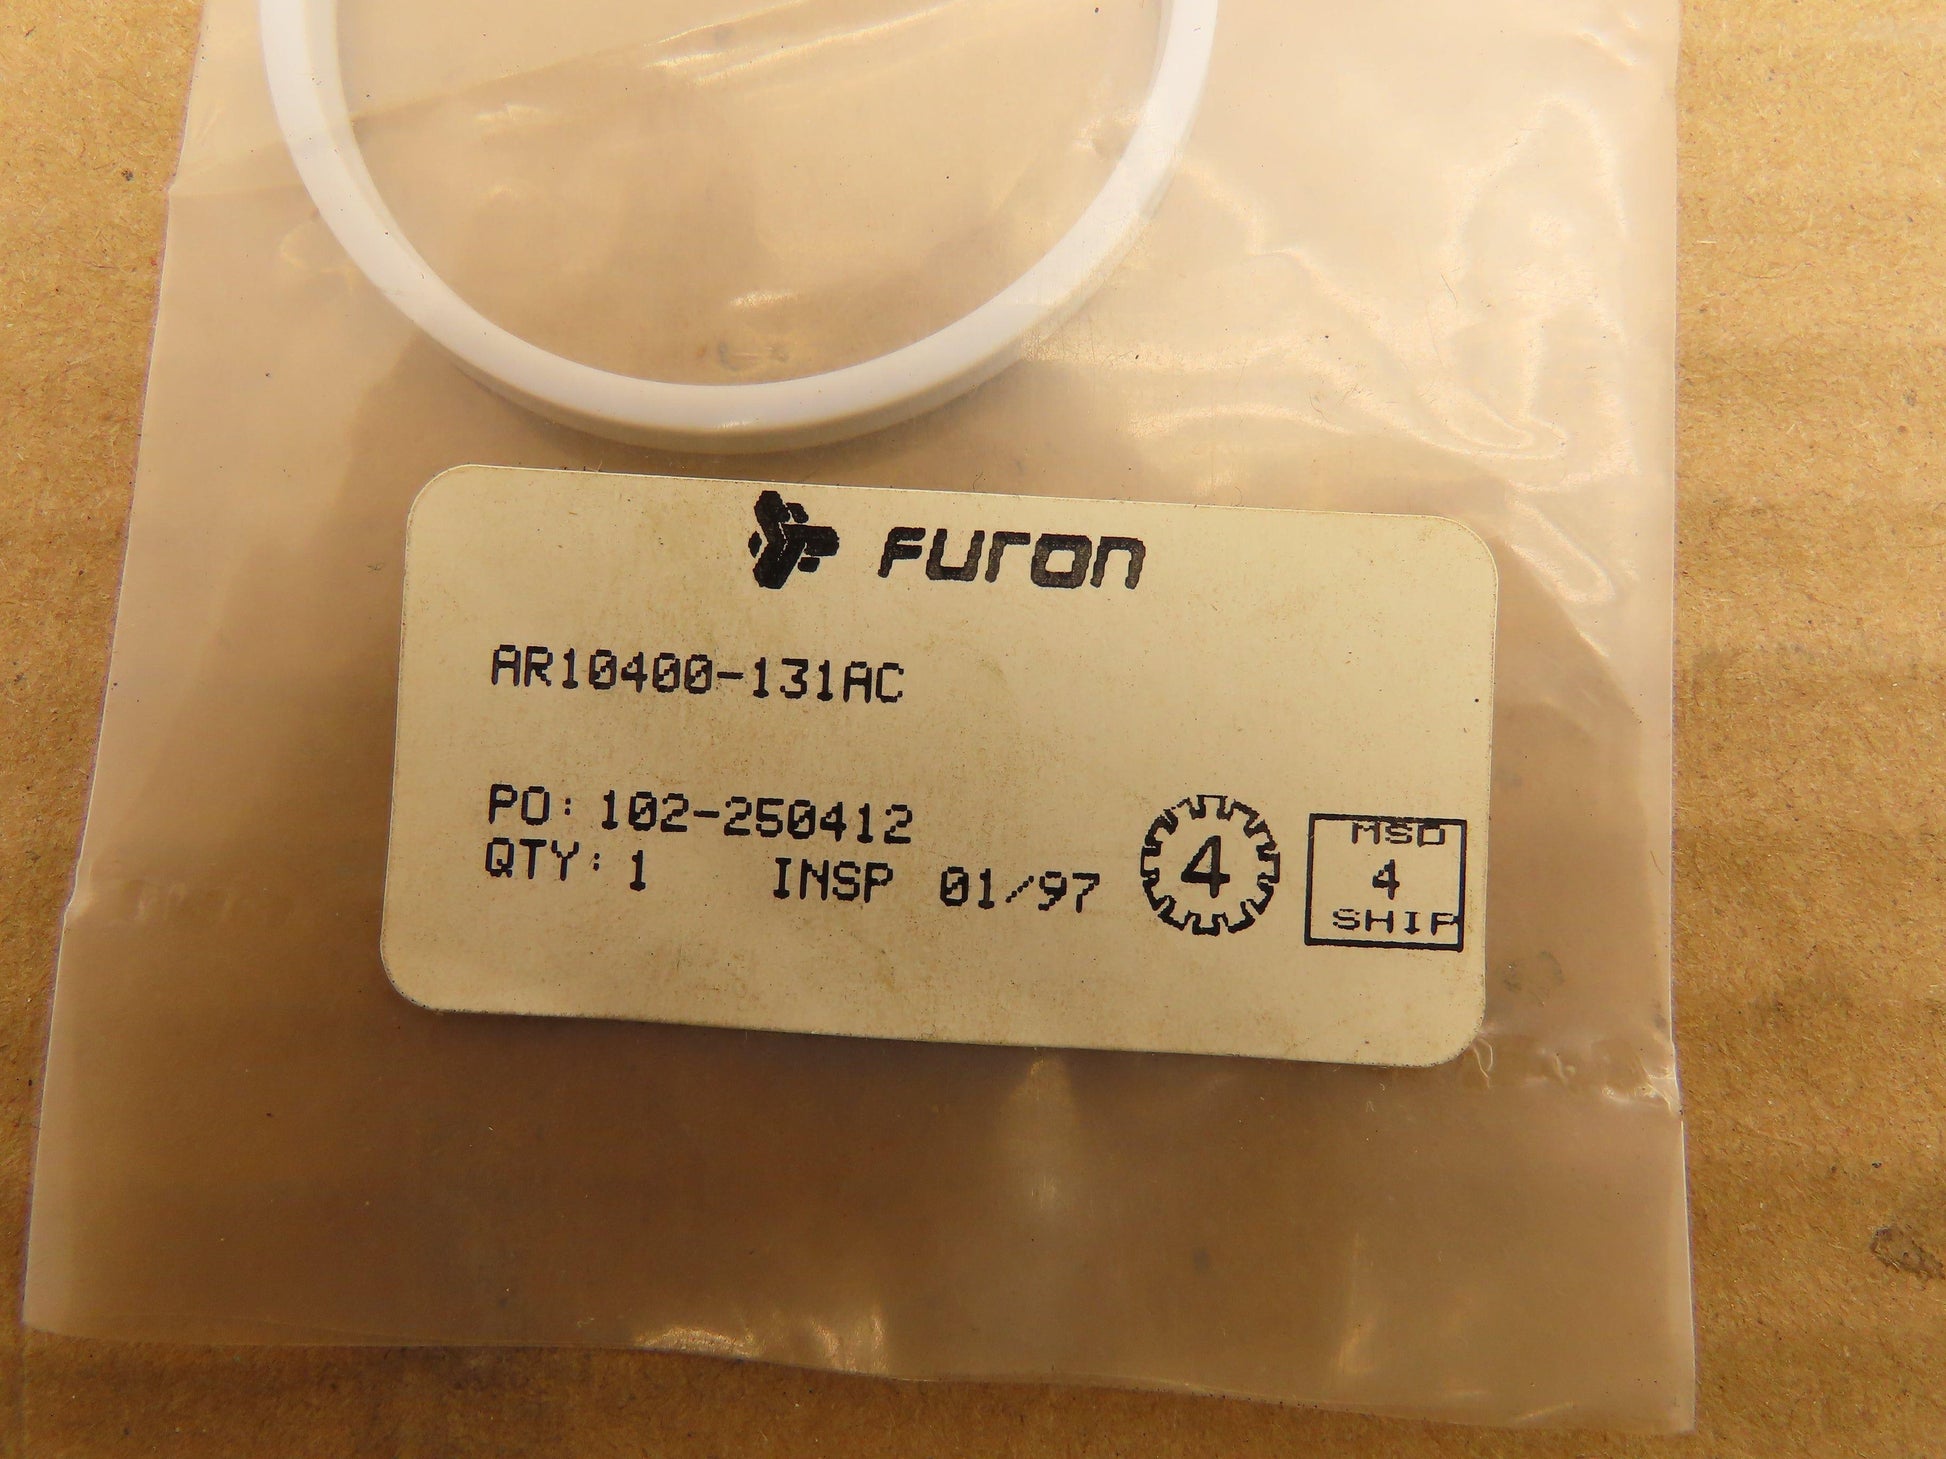 Furon
AR10400-131AC
PO: 102-250412
QTY: 1 INSP 01/97
4
MSD
4
SHIP